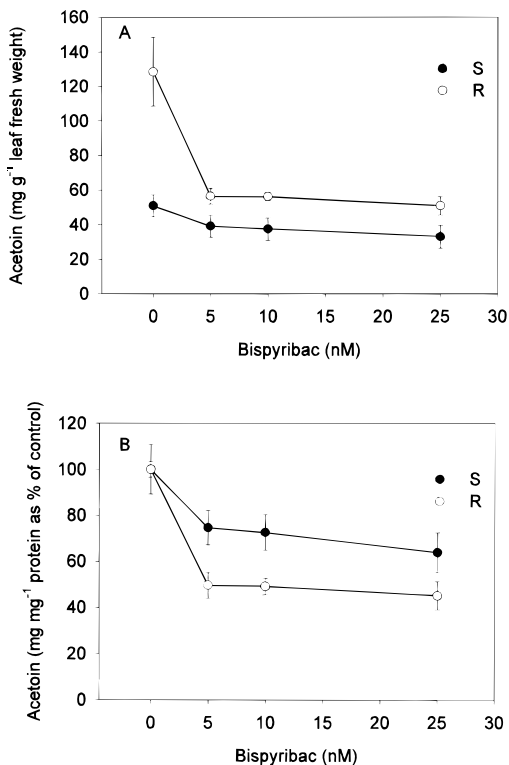 160
A
140
S
120
R
100
80
60
40
20
0
Acetoin (mg g⁻¹ leaf fresh weight)
0 5 10 15 20 25 30
Bispyribac (nM)
120
B
100
S
R
80
60
40
20
0
Acetoin (mg mg⁻¹ protein as % of control)
0 5 10 15 20 25 30
Bispyribac (nM)